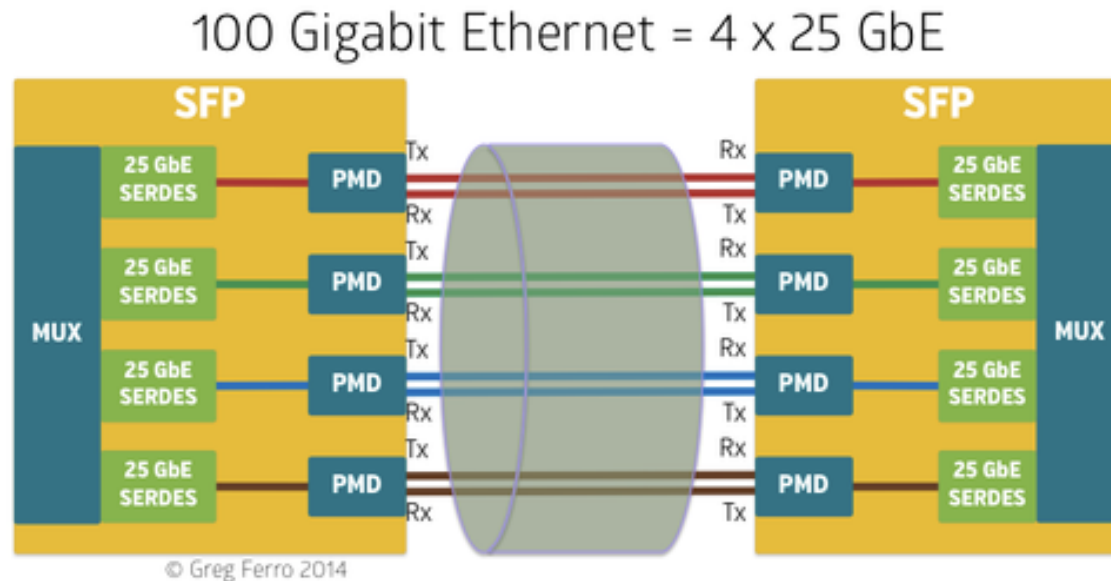 100 Gigabit Ethernet = 4 x 25 GbE
SFP
SFP
MUX
25 GbE
SERDES
PMD
Tx
Rx
Rx
Tx
PMD
25 GbE
SERDES
25 GbE
SERDES
PMD
Tx
Rx
Rx
Tx
PMD
25 GbE
SERDES
25 GbE
SERDES
PMD
Tx
Rx
Rx
Tx
PMD
25 GbE
SERDES
25 GbE
SERDES
PMD
Tx
Rx
Rx
Tx
PMD
25 GbE
SERDES
MUX
© Greg Ferro 2014